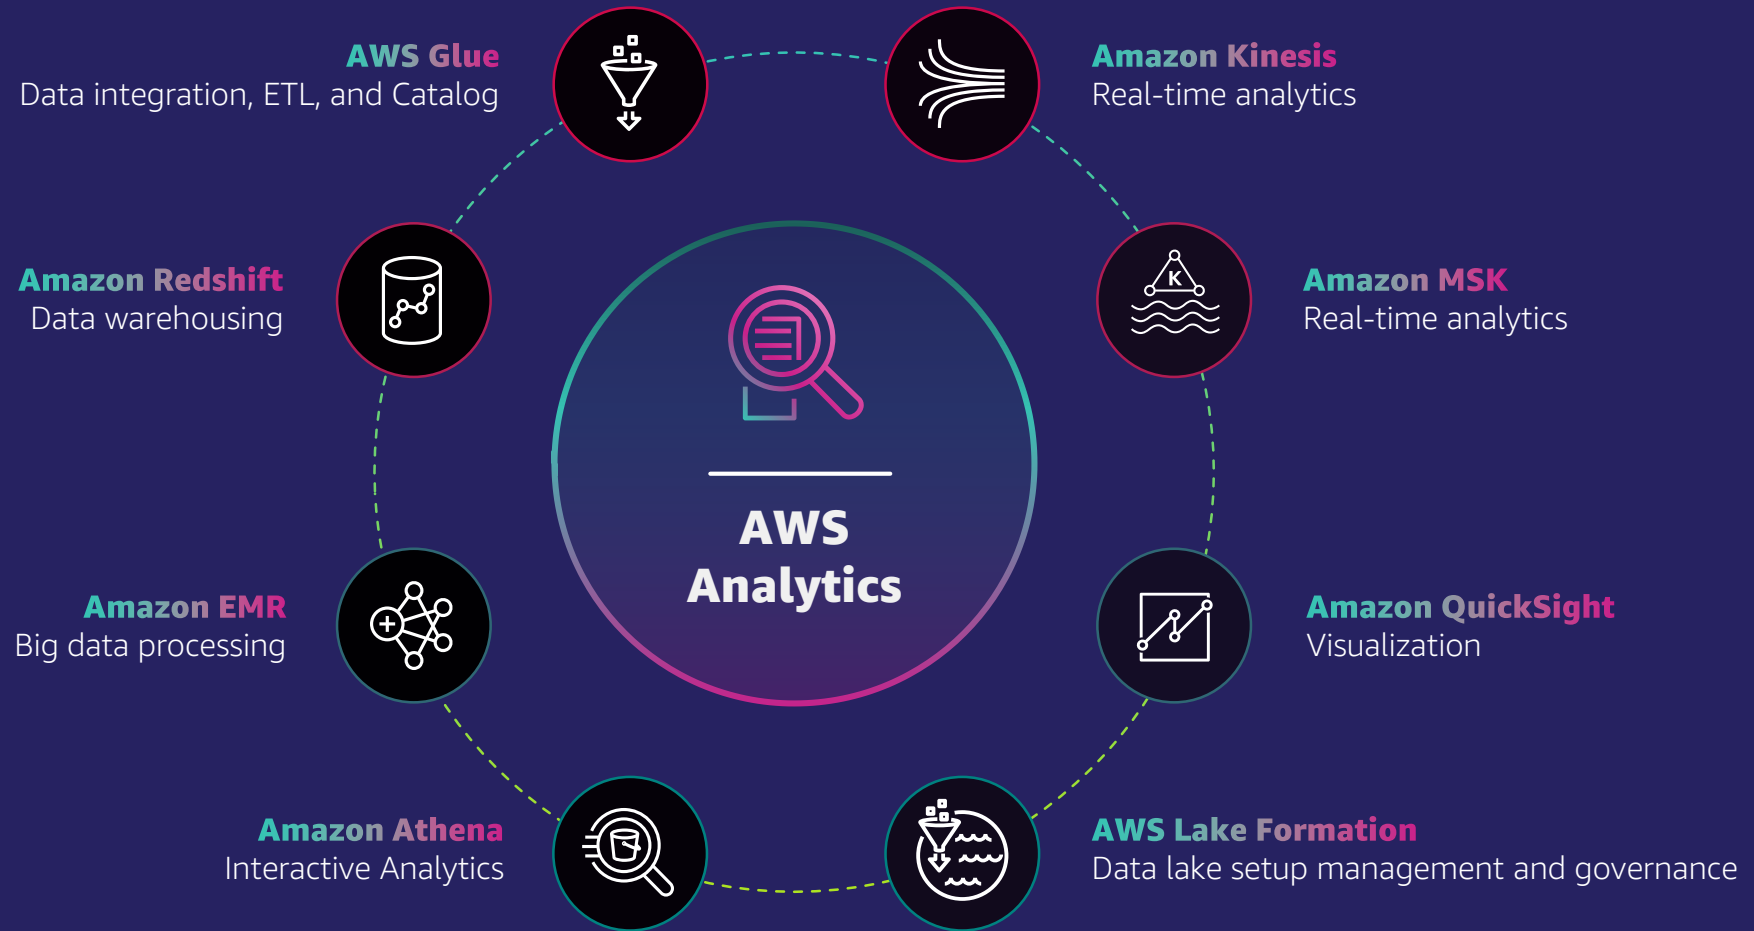 AWS Glue
Data integration, ETL, and Catalog
Amazon Kinesis
Real-time analytics
Amazon Redshift
Data warehousing
K
Amazon MSK
Real-time analytics
AWS
Analytics
Amazon EMR
Big data processing
Amazon QuickSight
Visualization
Amazon Athena
Interactive Analytics
AWS Lake Formation
Data lake setup management and governance